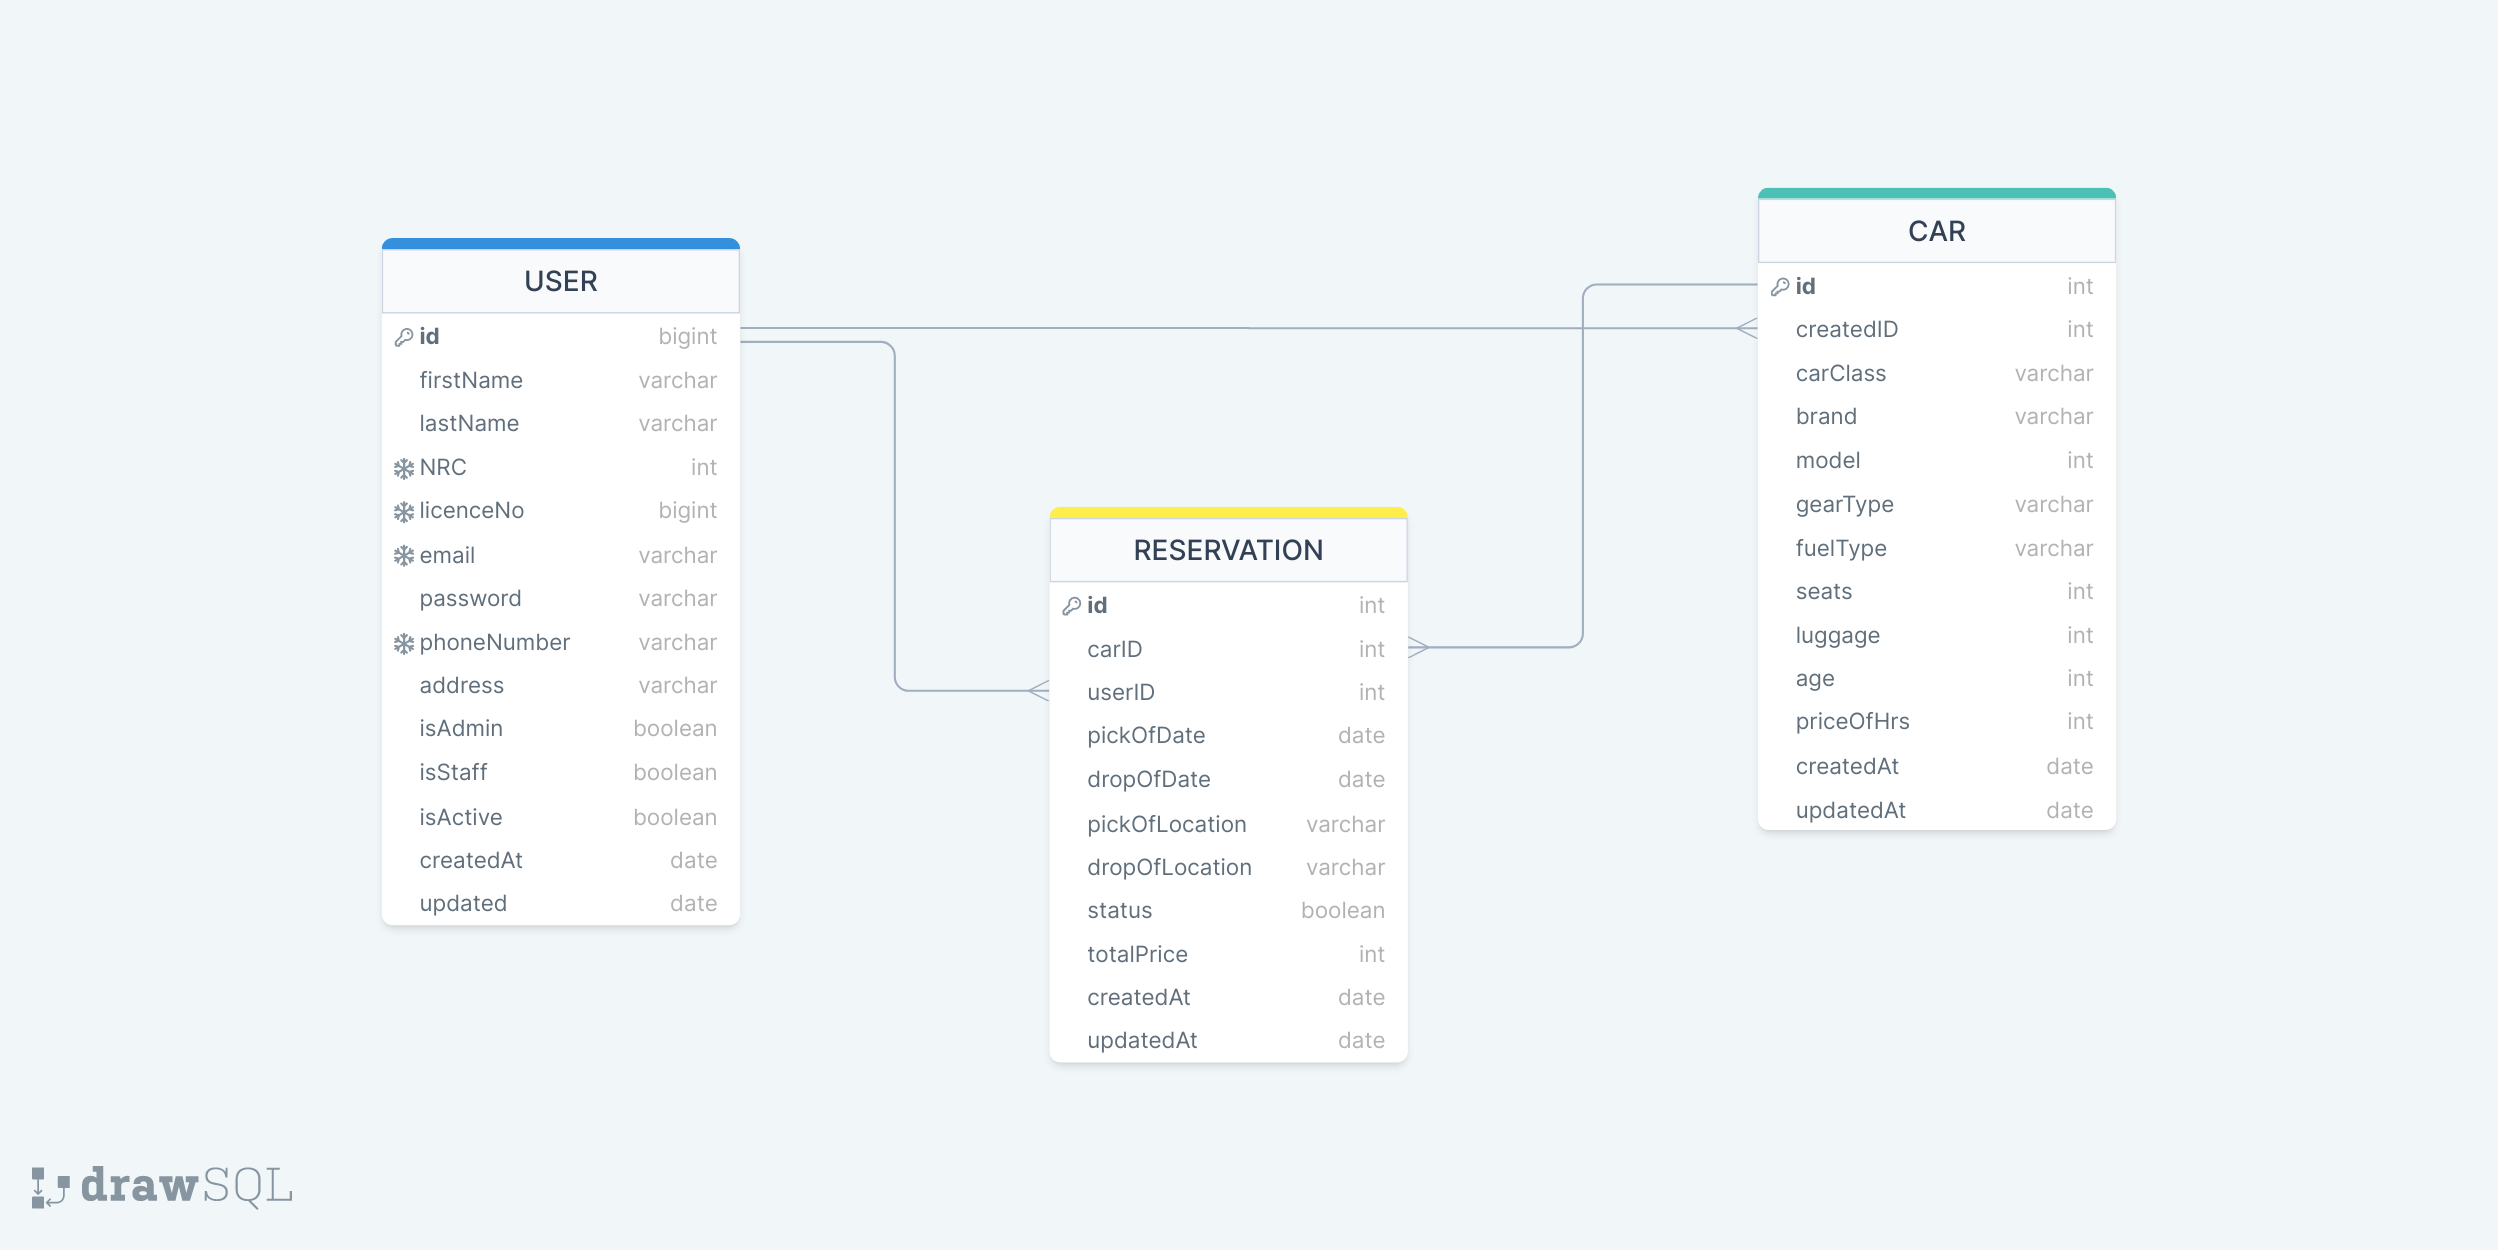 USER
id bigint
firstName varchar
lastName varchar
NRC int
licenceNo bigint
email varchar
password varchar
phoneNumber varchar
address varchar
isAdmin boolean
isStaff boolean
isActive boolean
createdAt date
updated date
RESERVATION
id int
carID int
userID int
pickOfDate date
dropOfDate date
pickOfLocation varchar
dropOfLocation varchar
status boolean
totalPrice int
createdAt date
updatedAt date
CAR
id int
createdID int
carClass varchar
brand varchar
model int
gearType varchar
fuelType varchar
seats int
luggage int
age int
priceOfHrs int
createdAt date
updatedAt date
drawSQL